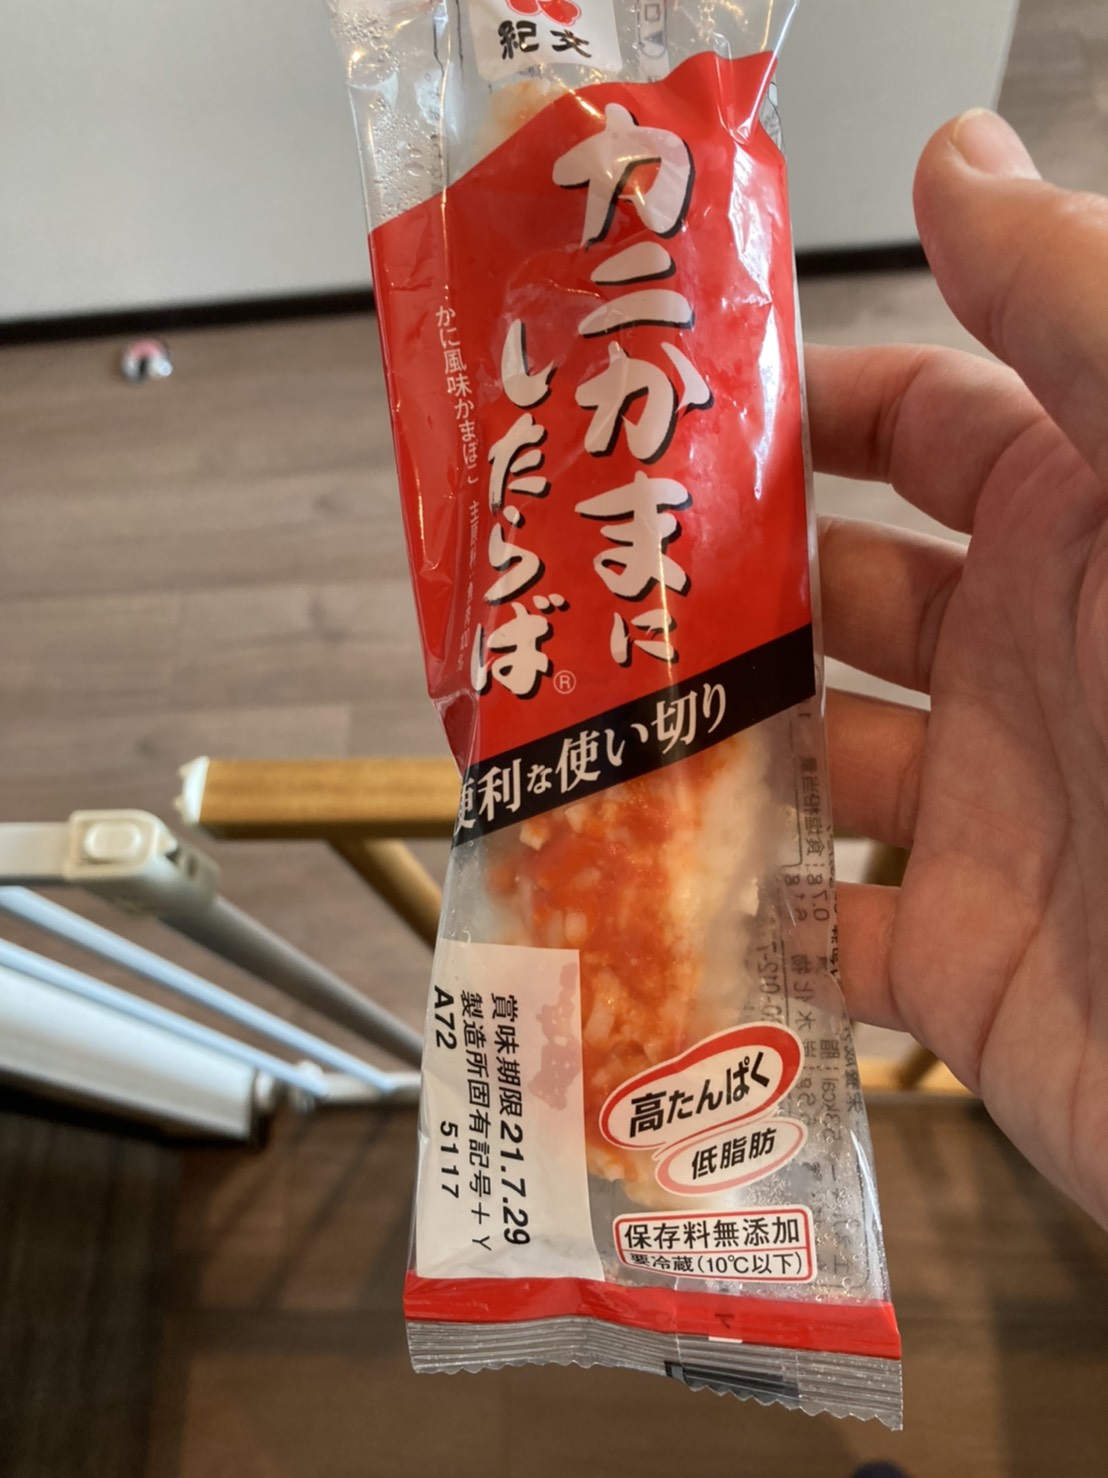 紀文
カニかまに
したらば®
かに風味かまぼこ
便利な使い切り
賞味期限21.7.29
製造所固有記号+Y
A72 5117
高たんぱく
低脂肪
保存料無添加
要冷蔵(10℃以下)